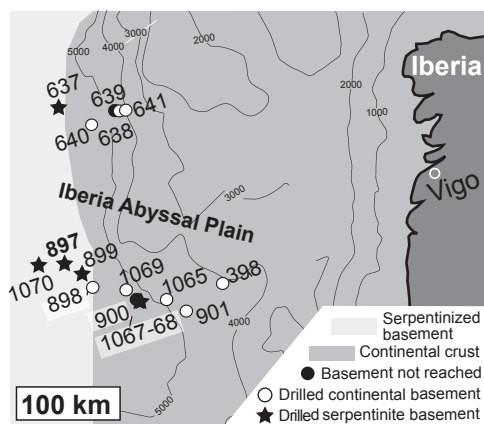 3000
5000
4000
2000
Iberia
637
639
641
2000
640
638
1000
Vigo
Iberia Abyssal Plain
3000
897
899
1070
1069
1065
398
898
900
901
1067-68
4000
Serpentinized
basement
Continental crust
Basement not reached
Drilled continental basement
Drilled serpentinite basement
100 km
5000